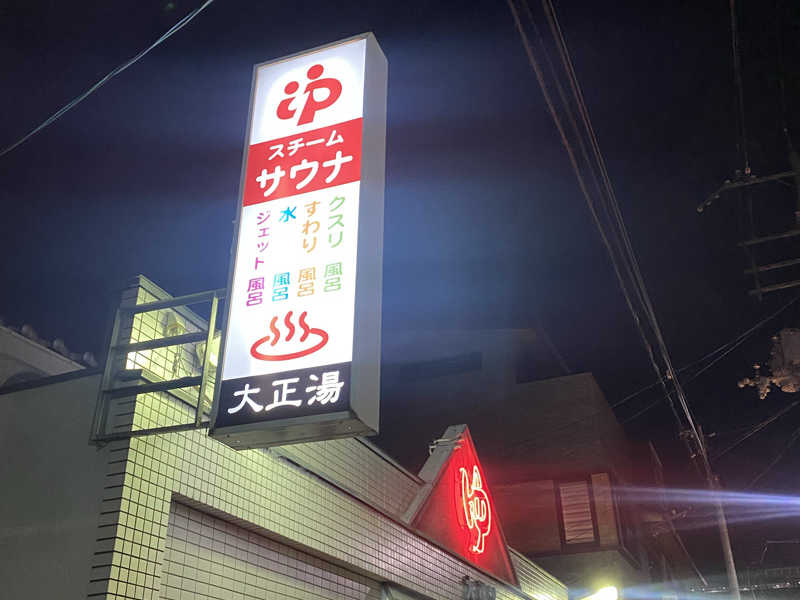 スチーム
サウナ
クスリ風呂
すわり風呂
水風呂
ジェット風呂
大正湯
ゆ